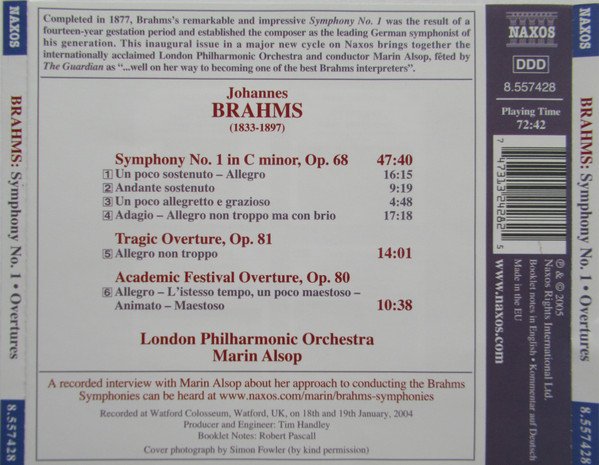 Completed in 1877, Brahms's remarkable and impressive Symphony No. 1 was the result of a
fourteen-year gestation period and established the composer as the leading German symphonist of
his generation. This inaugural issue in a major new cycle on Naxos brings together the
internationally acclaimed London Philharmonic Orchestra and conductor Marin Alsop, fêted by
The Guardian as "...well on her way to becoming one of the best Brahms interpreters".
Johannes
BRAHMS
(1833-1897)
Symphony No. 1 in C minor, Op. 68 47:40
1 Un poco sostenuto – Allegro 16:15
2 Andante sostenuto 9:19
3 Un poco allegretto e grazioso 4:48
4 Adagio – Allegro non troppo ma con brio 17:18
Tragic Overture, Op. 81
5 Allegro non troppo 14:01
Academic Festival Overture, Op. 80
6 Allegro – L'istesso tempo, un poco maestoso –
Animato – Maestoso 10:38
London Philharmonic Orchestra
Marin Alsop
A recorded interview with Marin Alsop about her approach to conducting the Brahms
Symphonies can be heard at www.naxos.com/marin/brahms-symphonies
Recorded at Watford Colosseum, Watford, UK, on 18th and 19th January, 2004
Producer and Engineer: Tim Handley
Booklet Notes: Robert Pascall
Cover photograph by Simon Fowler (by kind permission)
NAXOS
DDD
8.557428
Playing Time
72:42
7 47313 24282 5
www.naxos.com
℗ & © 2005
Naxos Rights International Ltd.
Booklet notes in English • Kommentar auf Deutsch
Made in the EU
NAXOS
BRAHMS: Symphony No. 1 • Overtures
8.557428
NAXOS
BRAHMS: Symphony No. 1 • Overtures
8.557428